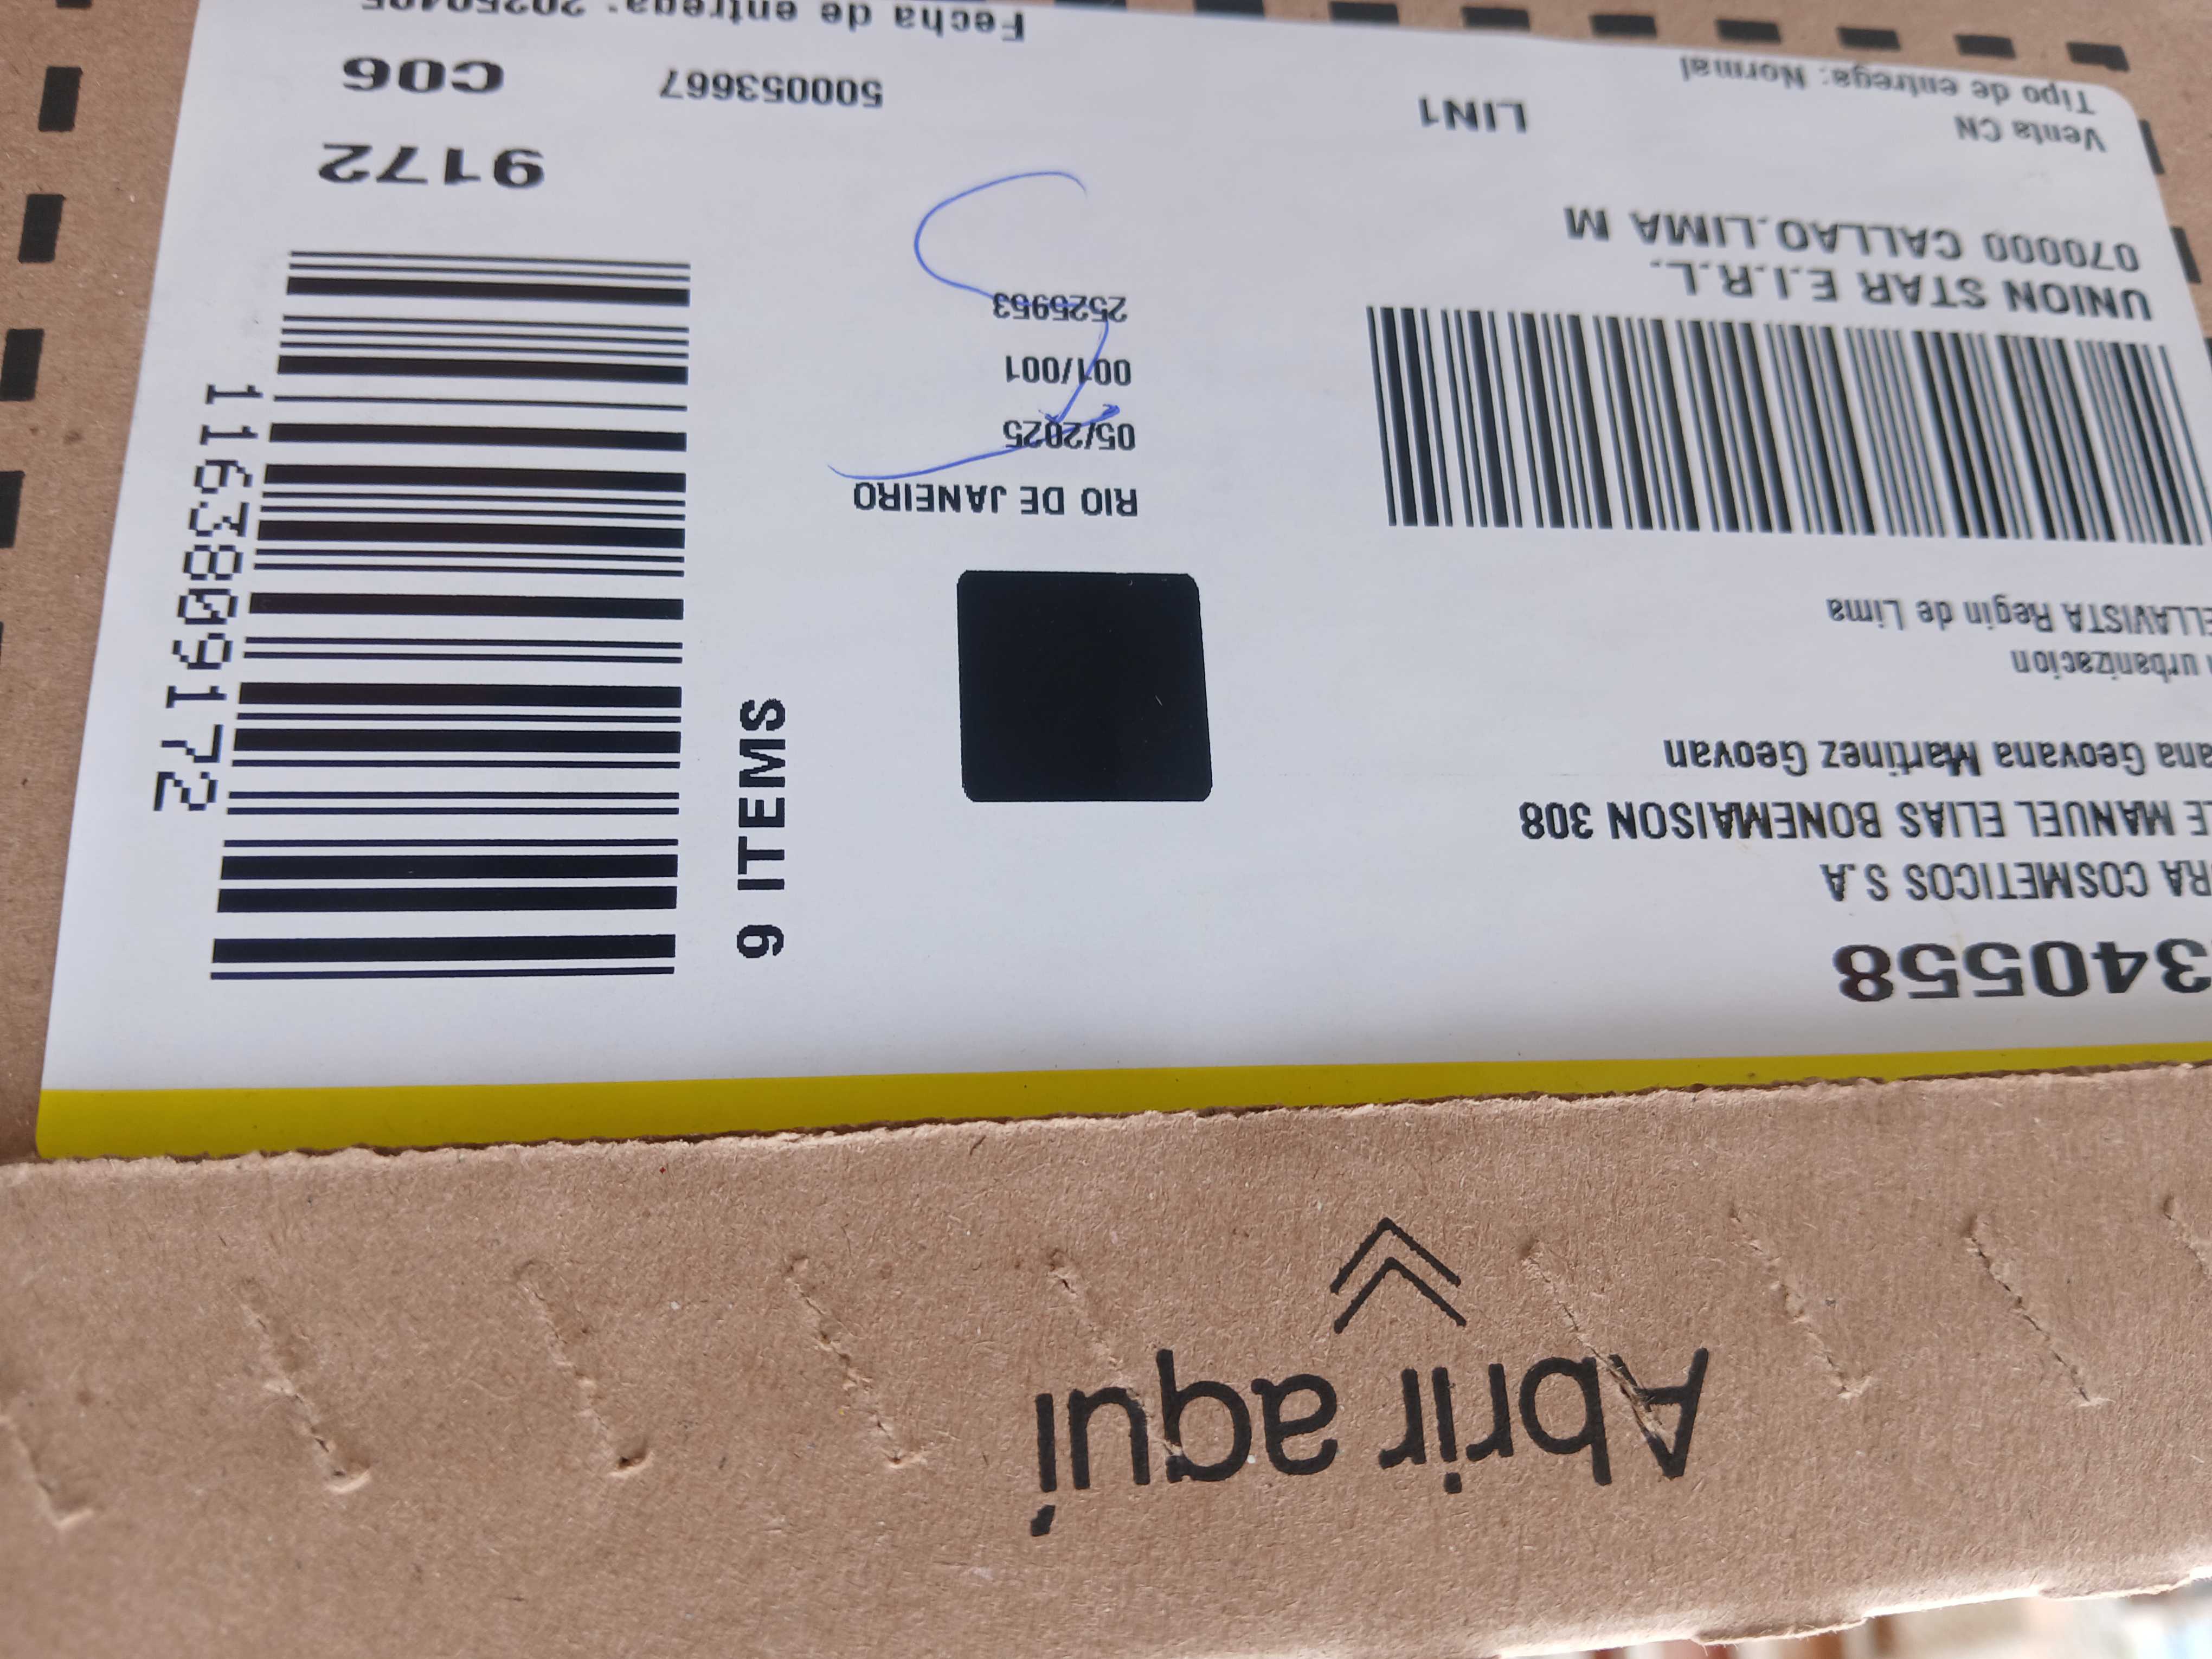 340558
RA COSMETICOS S.A
E MANUEL ELIAS BONEMAISON 308
ana Geovana Martinez Geovan
urbanizacion
ELLAVISTA Regin de Lima
UNION STAR E.I.R.L.
070000 CALLAO.LIMA M
Venta CN
LIN1
Tipo de entrega: Normal
RIO DE JANEIRO
05/2025
001/001
2525953
500053667
Fecha de entrega:
9 ITEMS
1163809172
9172
C06
Abrir aquí